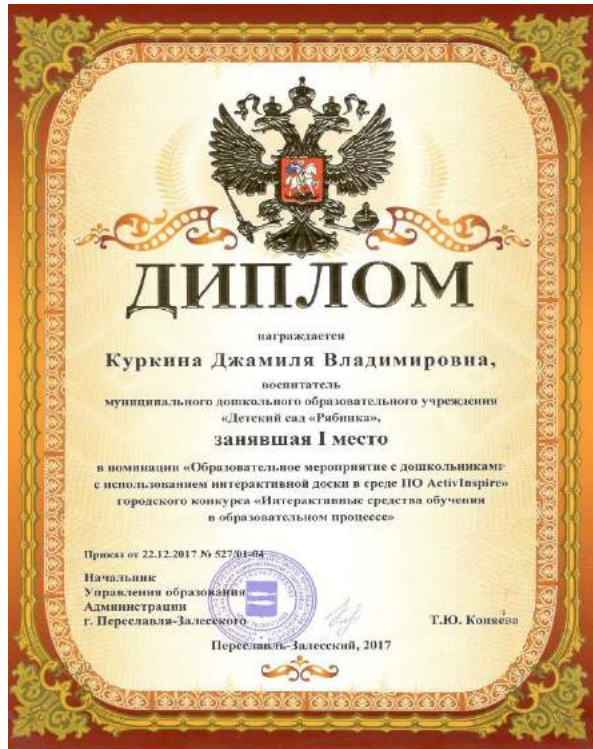 ДИПЛОМ
награждается
Куркина Джамиля Владимировна,
воспитатель
муниципального дошкольного образовательного учреждения
«Детский сад «Рябинка»,
занявшая I место
в номинации «Образовательное мероприятие с дошкольниками
с использованием интерактивной доски в среде ПО ActivInspire»
городского конкурса «Интерактивные средства обучения
в образовательном процессе»
Приказ от 22.12.2017 № 527/01-04
Начальник
Управления образования
Администрации
г. Переславля-Залесского
Т.Ю. Коняева
Переславль-Залесский, 2017